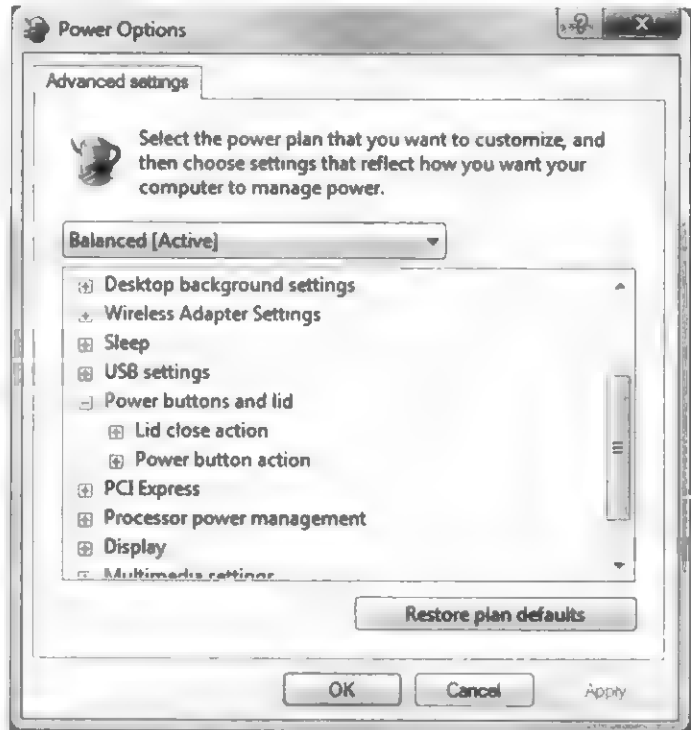 Power Options
Advanced settings
Select the power plan that you want to customize, and
then choose settings that reflect how you want your
computer to manage power.
Balanced [Active]
Desktop background settings
Wireless Adapter Settings
Sleep
USB settings
Power buttons and lid
Lid close action
Power button action
PCI Express
Processor power management
Display
Multimedia settings
Restore plan defaults
OK
Cancel
Apply